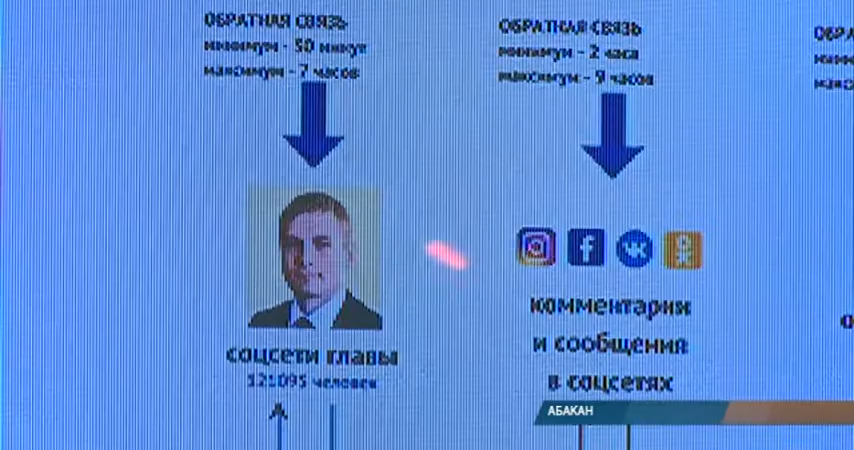 ОБРАТНАЯ СВЯЗЬ
минимум - 50 минут
максимум - 7 часов
ОБРАТНАЯ СВЯЗЬ
минимум - 2 часа
максимум - 9 часов
соцсети главы
121095 человек
комментарии
и сообщения
в соцсетях
АБАКАН